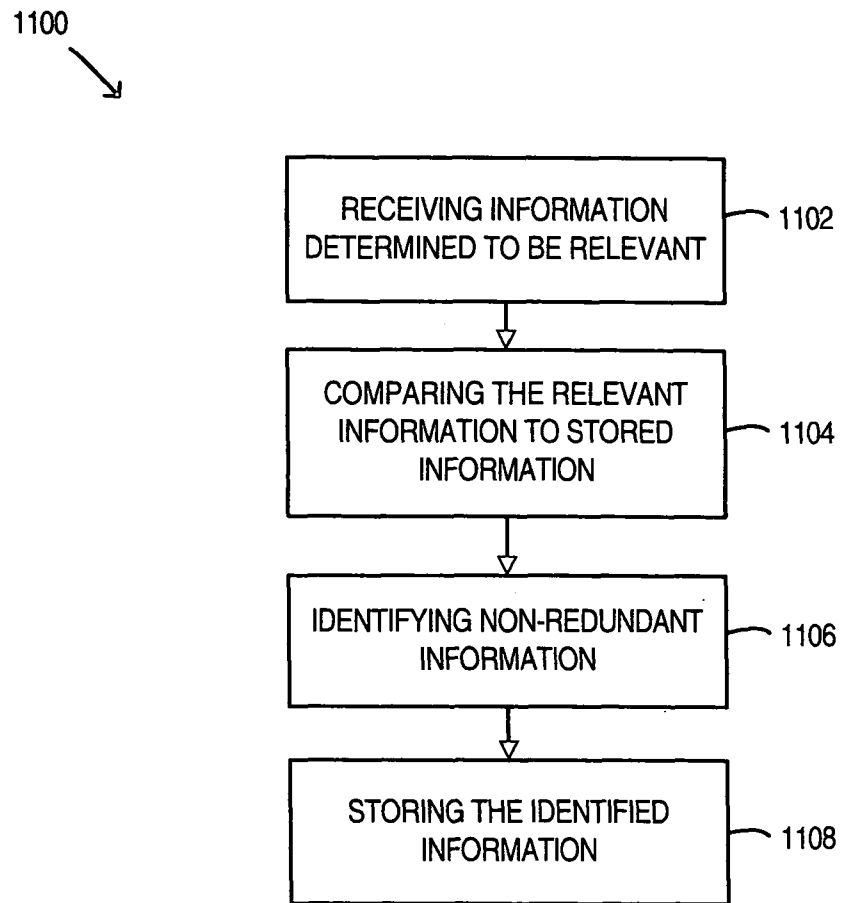 1100
RECEIVING INFORMATION
DETERMINED TO BE RELEVANT
1102
COMPARING THE RELEVANT
INFORMATION TO STORED
INFORMATION
1104
IDENTIFYING NON-REDUNDANT
INFORMATION
1106
STORING THE IDENTIFIED
INFORMATION
1108